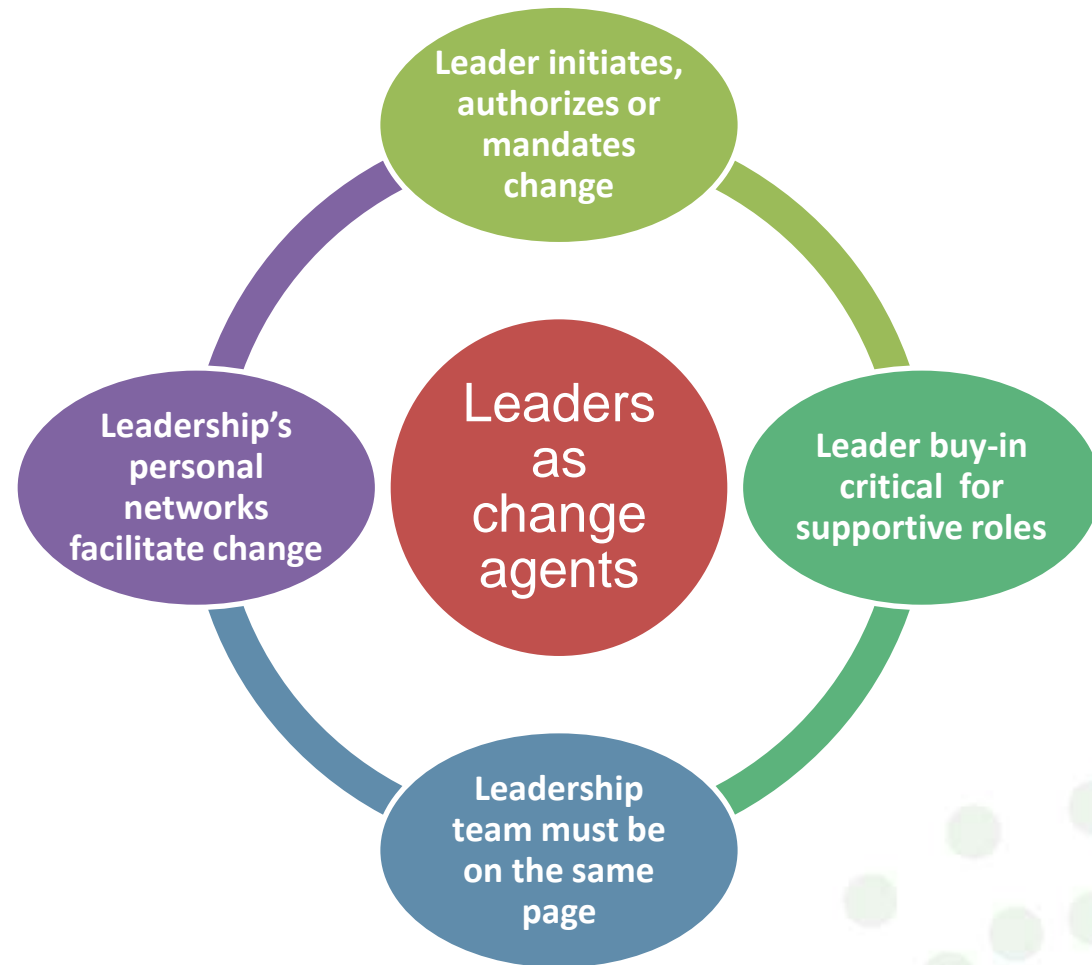 Leader initiates,
authorizes or
mandates
change
Leadership’s
personal
networks
facilitate change
Leaders
as
change
agents
Leader buy-in
critical  for
supportive roles
Leadership
team must be
on the same
page